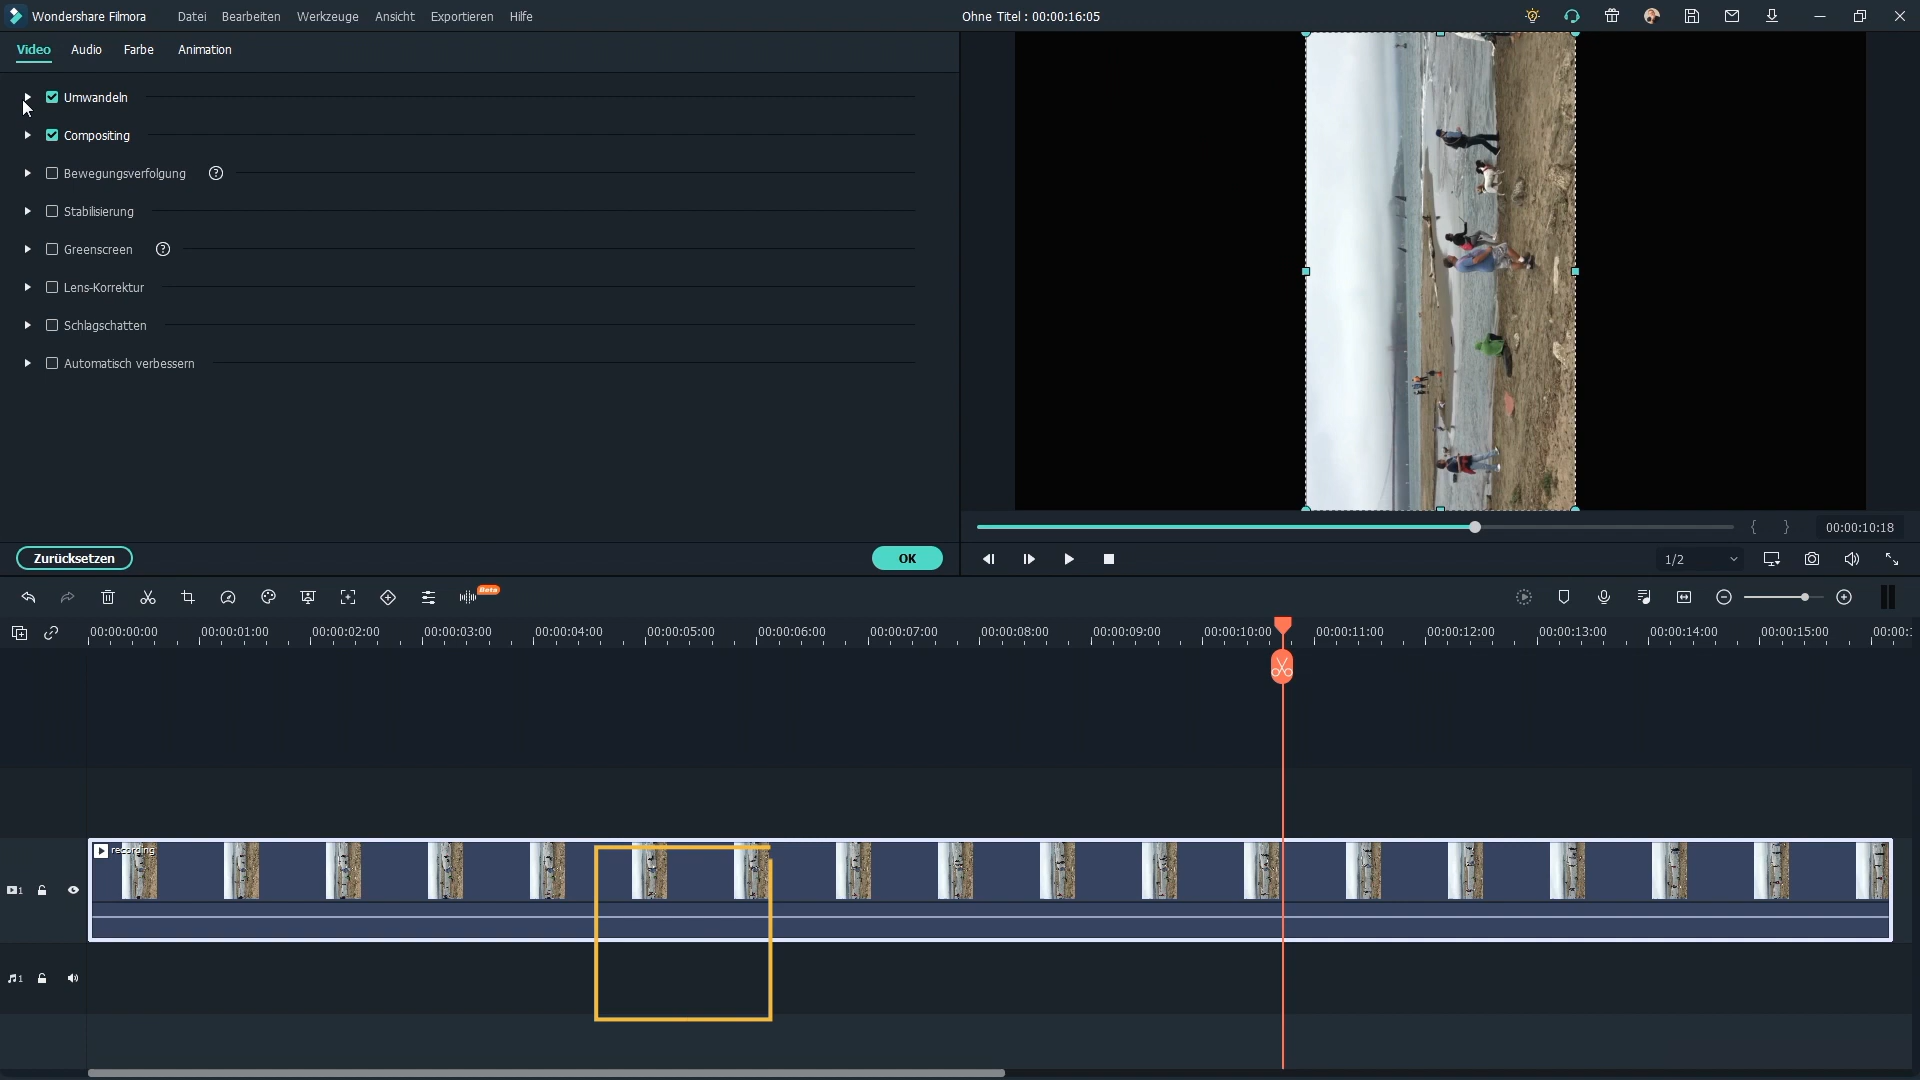 Wondershare Filmora Datei Bearbeiten Werkzeuge Ansicht Exportieren Hilfe Ohne Titel : 00:00:16:05
Video Audio Farbe Animation
Umwandeln
Compositing
Bewegungsverfolgung ?
Stabilisierung
Greenscreen ?
Lens-Korrektur
Schlagschatten
Automatisch verbessern
{ } 00:00:10:18
Zurücksetzen OK 1/2
Beta
00:00:00:00 00:00:01:00 00:00:02:00 00:00:03:00 00:00:04:00 00:00:05:00 00:00:06:00 00:00:07:00 00:00:08:00 00:00:09:00 00:00:10:00 00:00:11:00 00:00:12:00 00:00:13:00 00:00:14:00 00:00:15:00 00:00:
recording
1
1